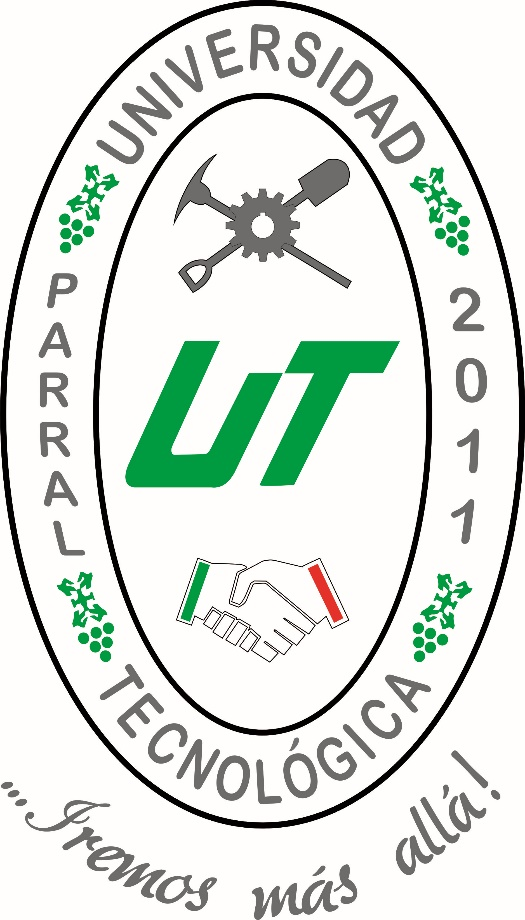 UNIVERSIDAD
PARRAL
2011
UT
TECNOLÓGICA
...Iremos más allá!